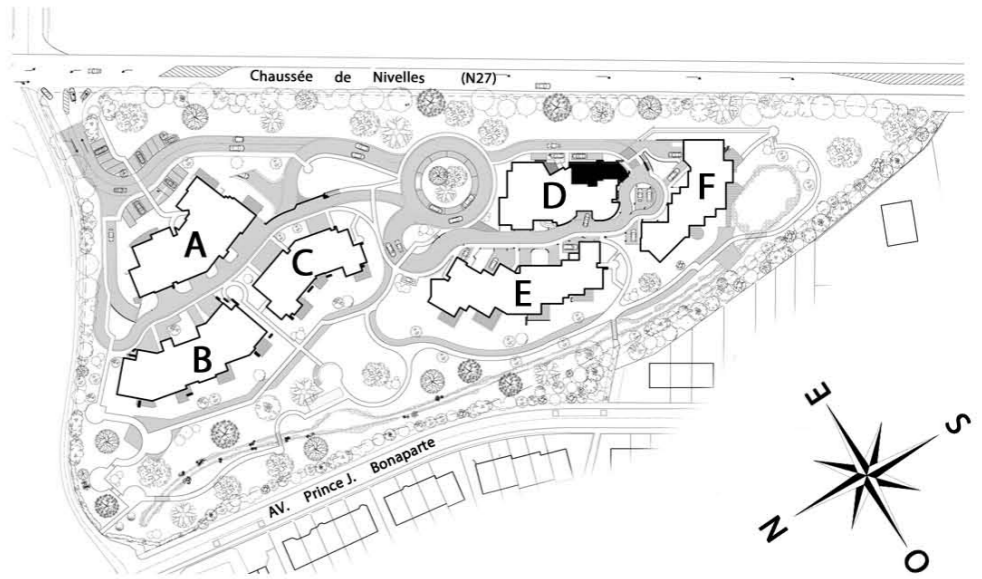 Chaussée de Nivelles (N27)
A
B
C
D
E
F
AV. Prince J. Bonaparte
E
S
N
O